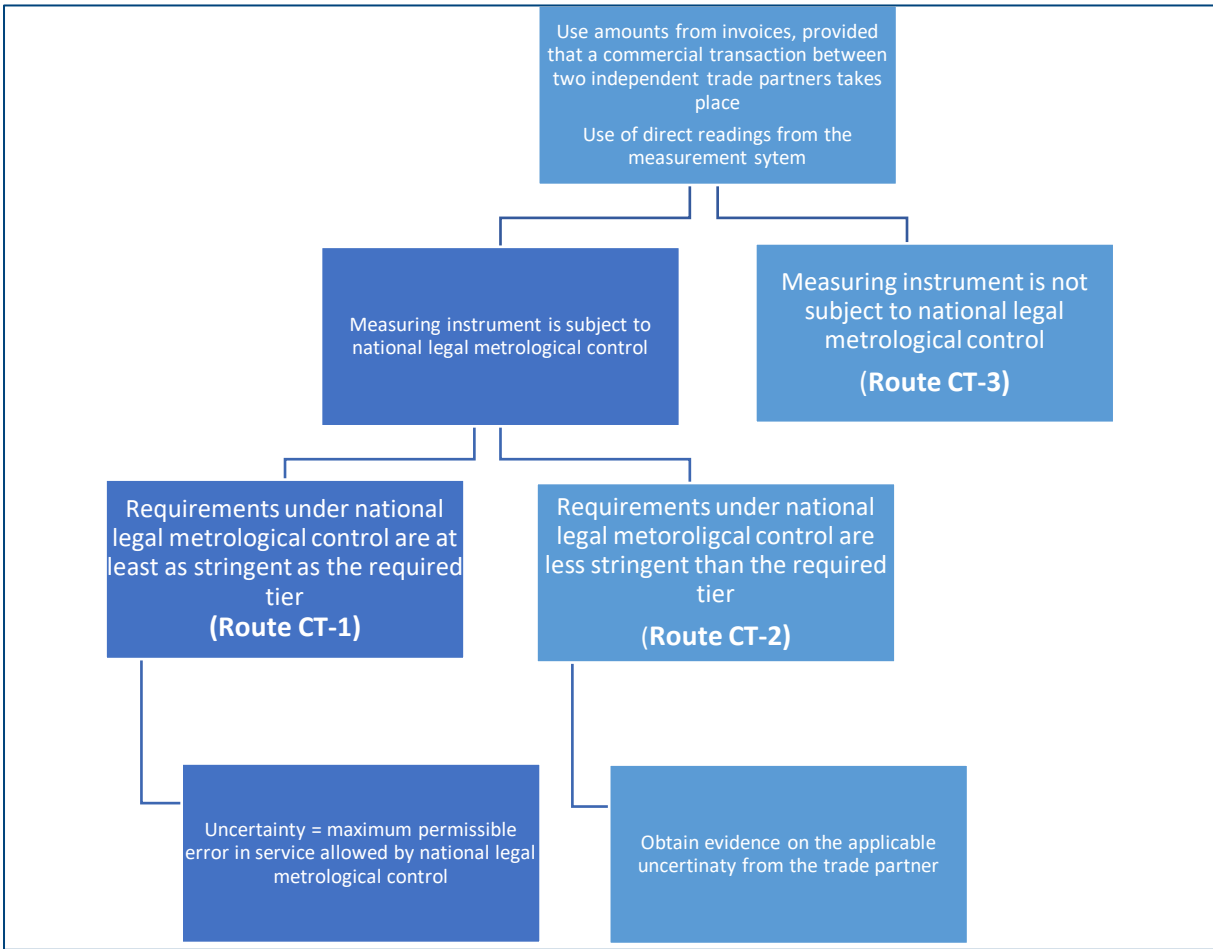 Use amounts from invoices, provided
that a commercial transaction between
two independent trade partners takes
place
Use of direct readings from the
measurement sytem
Measuring instrument is subject to
national legal metrological control
Measuring instrument is not
subject to national legal
metrological control
(Route CT-3)
Requirements under national
legal metrological control are at
least as stringent as the required
tier
(Route CT-1)
Requirements under national
legal metoroligcal control are
less stringent than the required
tier
(Route CT-2)
Uncertainty = maximum permissible
error in service allowed by national legal
metrological control
Obtain evidence on the applicable
uncertinaty from the trade partner